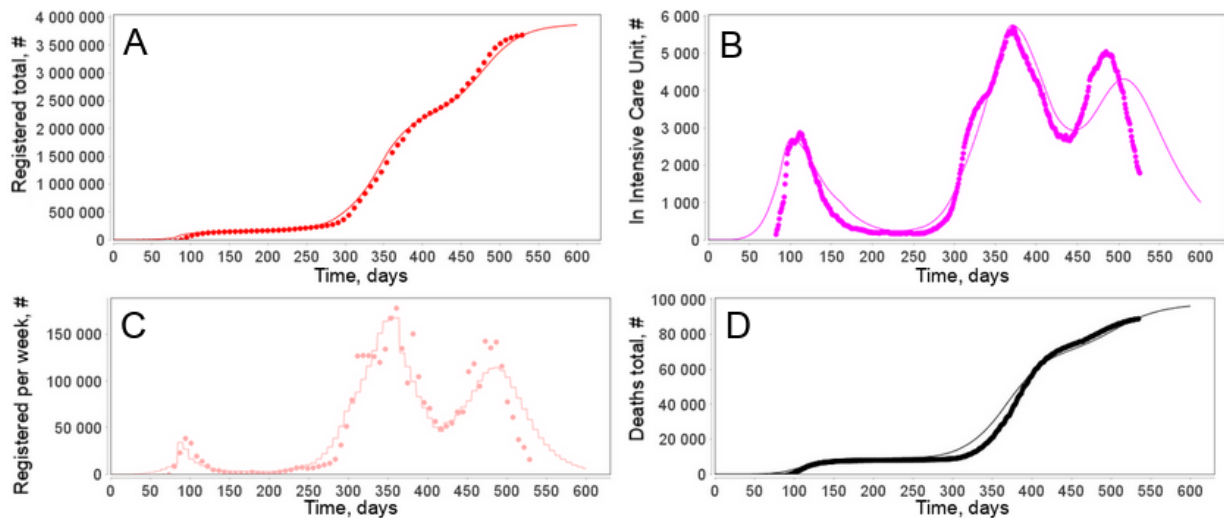 A
Registered total, #
4 000 000
3 500 000
3 000 000
2 500 000
2 000 000
1 500 000
1 000 000
500 000
0
0 50 100 150 200 250 300 350 400 450 500 550 600
Time, days
B
In Intensive Care Unit, #
6 000
5 000
4 000
3 000
2 000
1 000
0
0 50 100 150 200 250 300 350 400 450 500 550 600
Time, days
C
Registered per week, #
150 000
100 000
50 000
0
0 50 100 150 200 250 300 350 400 450 500 550 600
Time, days
D
Deaths total, #
100 000
80 000
60 000
40 000
20 000
0
0 50 100 150 200 250 300 350 400 450 500 550 600
Time, days